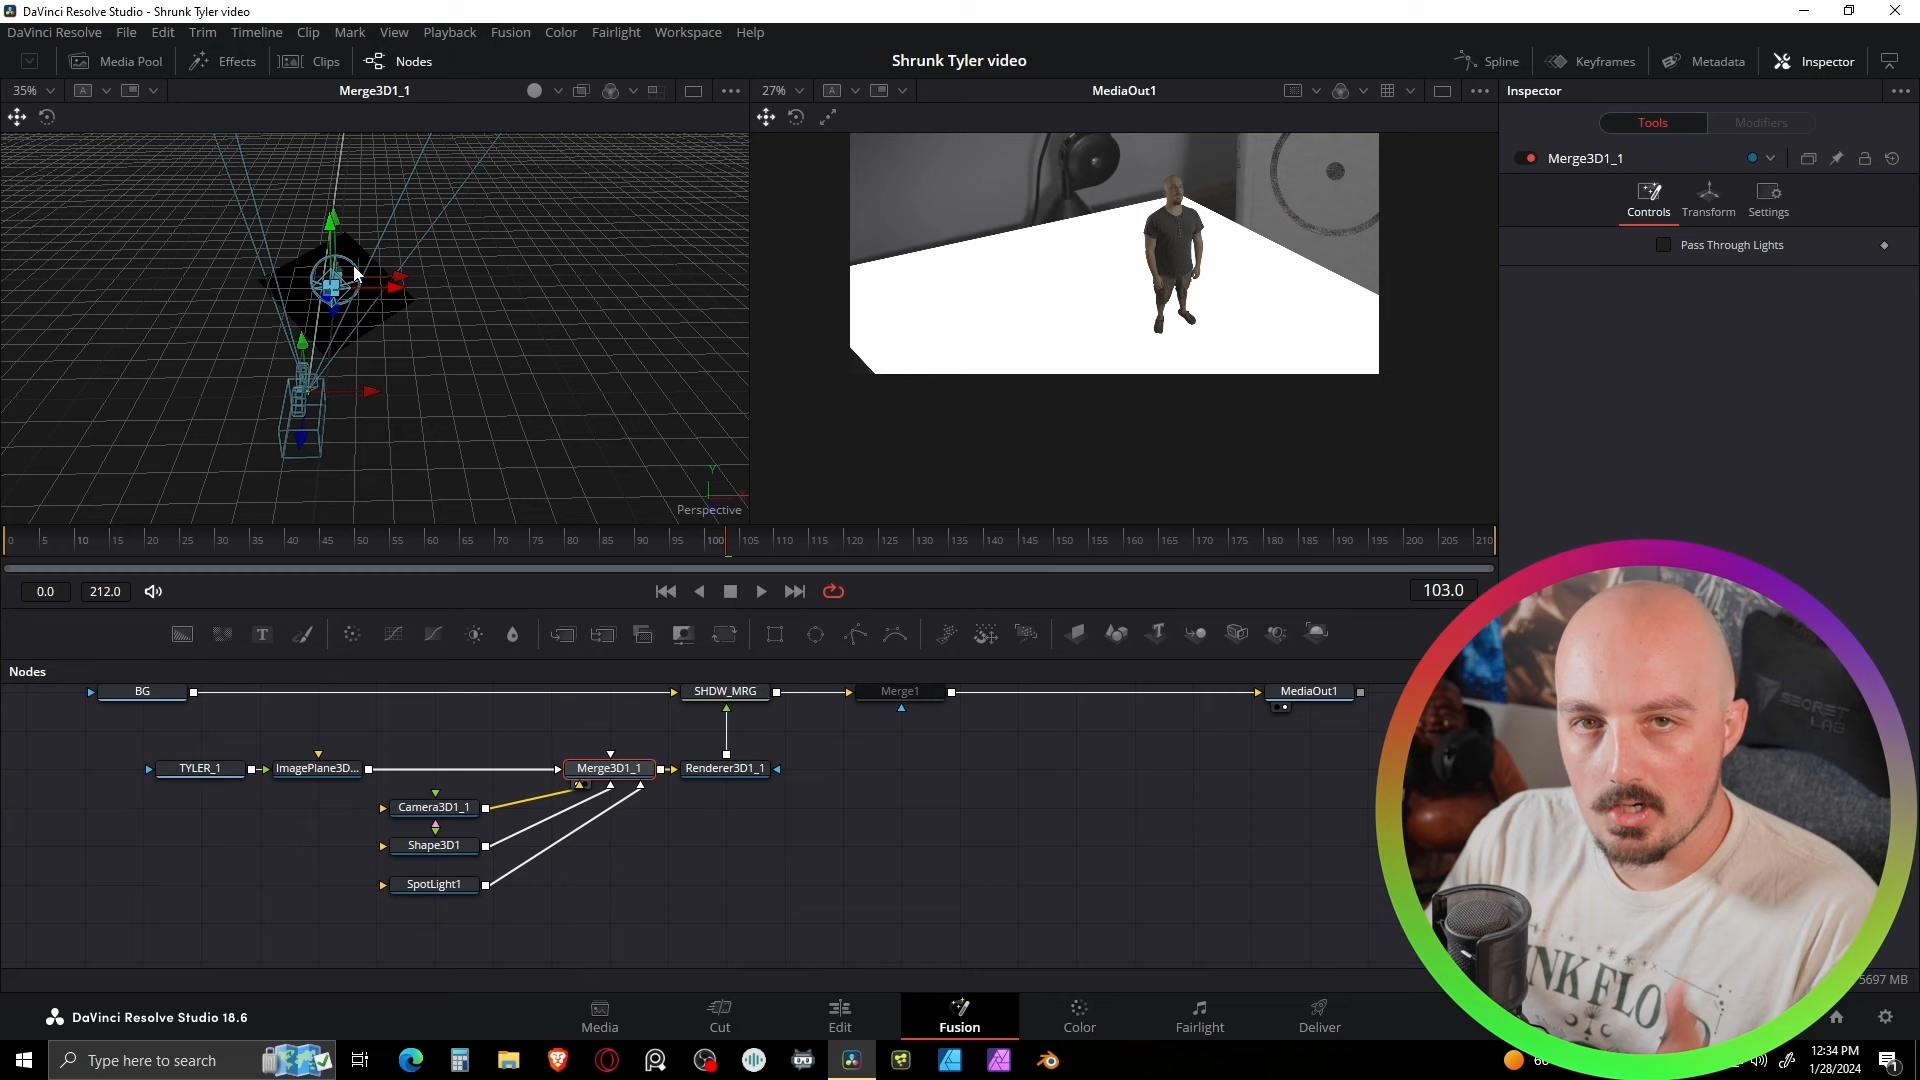 DaVinci Resolve Studio - Shrunk Tyler video
DaVinci Resolve File Edit Trim Timeline Clip Mark View Playback Fusion Color Fairlight Workspace Help
Media Pool Effects Clips Nodes Shrunk Tyler video Spline Keyframes Metadata Inspector
35% A Merge3D1_1 27% A MediaOut1 Inspector
Tools Modifiers
Merge3D1_1
Controls Transform Settings
Pass Through Lights
Y
Perspective
0 5 10 15 20 25 30 35 40 45 50 55 60 65 70 75 80 85 90 95 100 105 110 115 120 125 130 135 140 145 150 155 160 165 170 175 180 185 190 195 200 205 210
0.0 212.0 103.0
T
Nodes
BG SHDW_MRG Merge1 MediaOut1
TYLER_1 ImagePlane3D... Merge3D1_1 Renderer3D1_1
Camera3D1_1
Shape3D1
SpotLight1
SECRET
LAB
NK FLO
5697 MB
DaVinci Resolve Studio 18.6
Media Cut Edit Fusion Color Fairlight Deliver
Type here to search
12:34 PM
1/28/2024
1